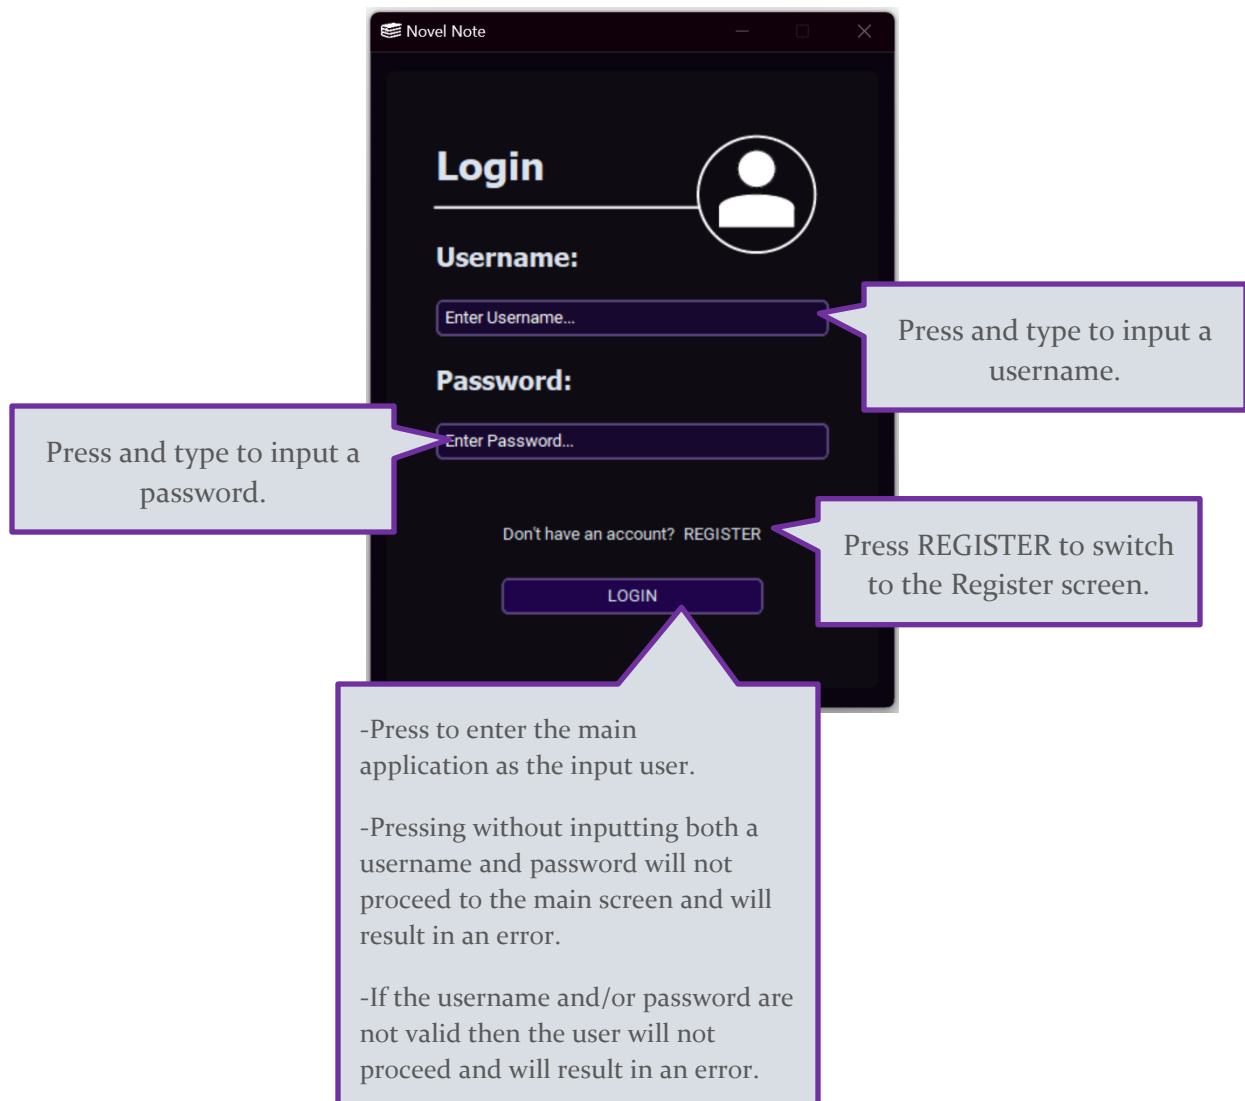 Novel Note
Login
Username:
Enter Username...
Press and type to input a
username.
Password:
Enter Password...
Press and type to input a
password.
Don't have an account? REGISTER
Press REGISTER to switch
to the Register screen.
LOGIN
-Press to enter the main
application as the input user.
-Pressing without inputting both a
username and password will not
proceed to the main screen and will
result in an error.
-If the username and/or password are
not valid then the user will not
proceed and will result in an error.